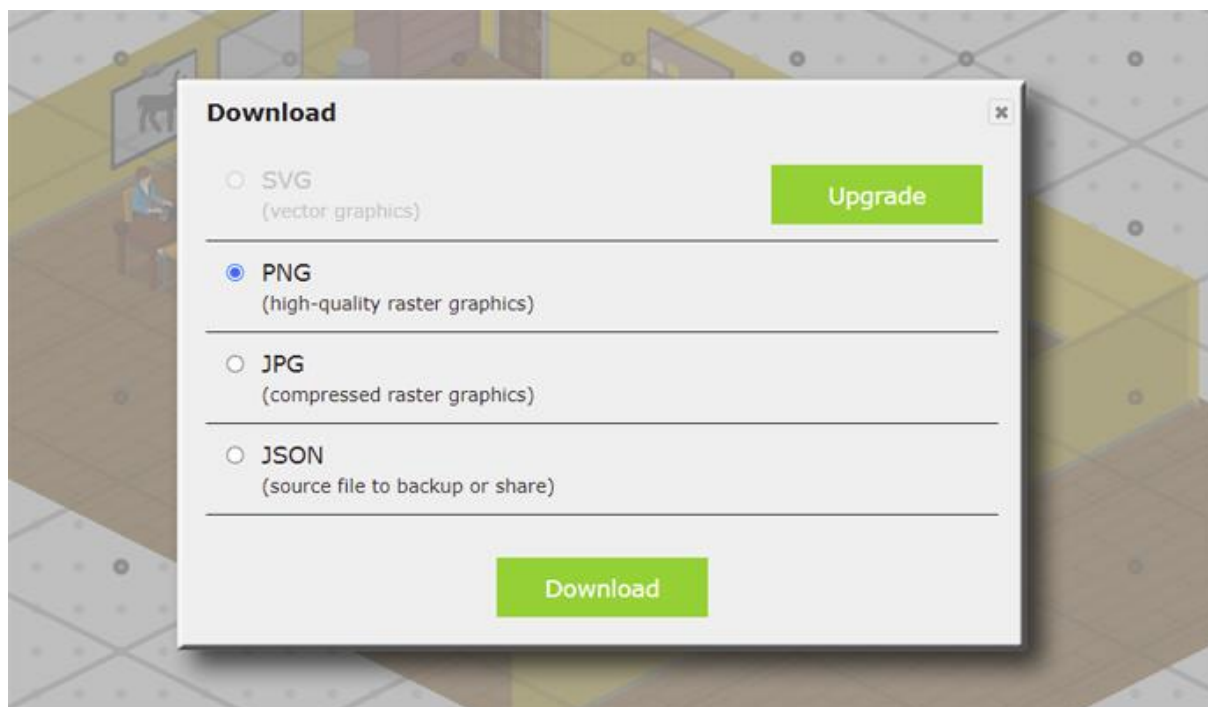 Download
SVG
(vector graphics)
Upgrade
PNG
(high-quality raster graphics)
JPG
(compressed raster graphics)
JSON
(source file to backup or share)
Download